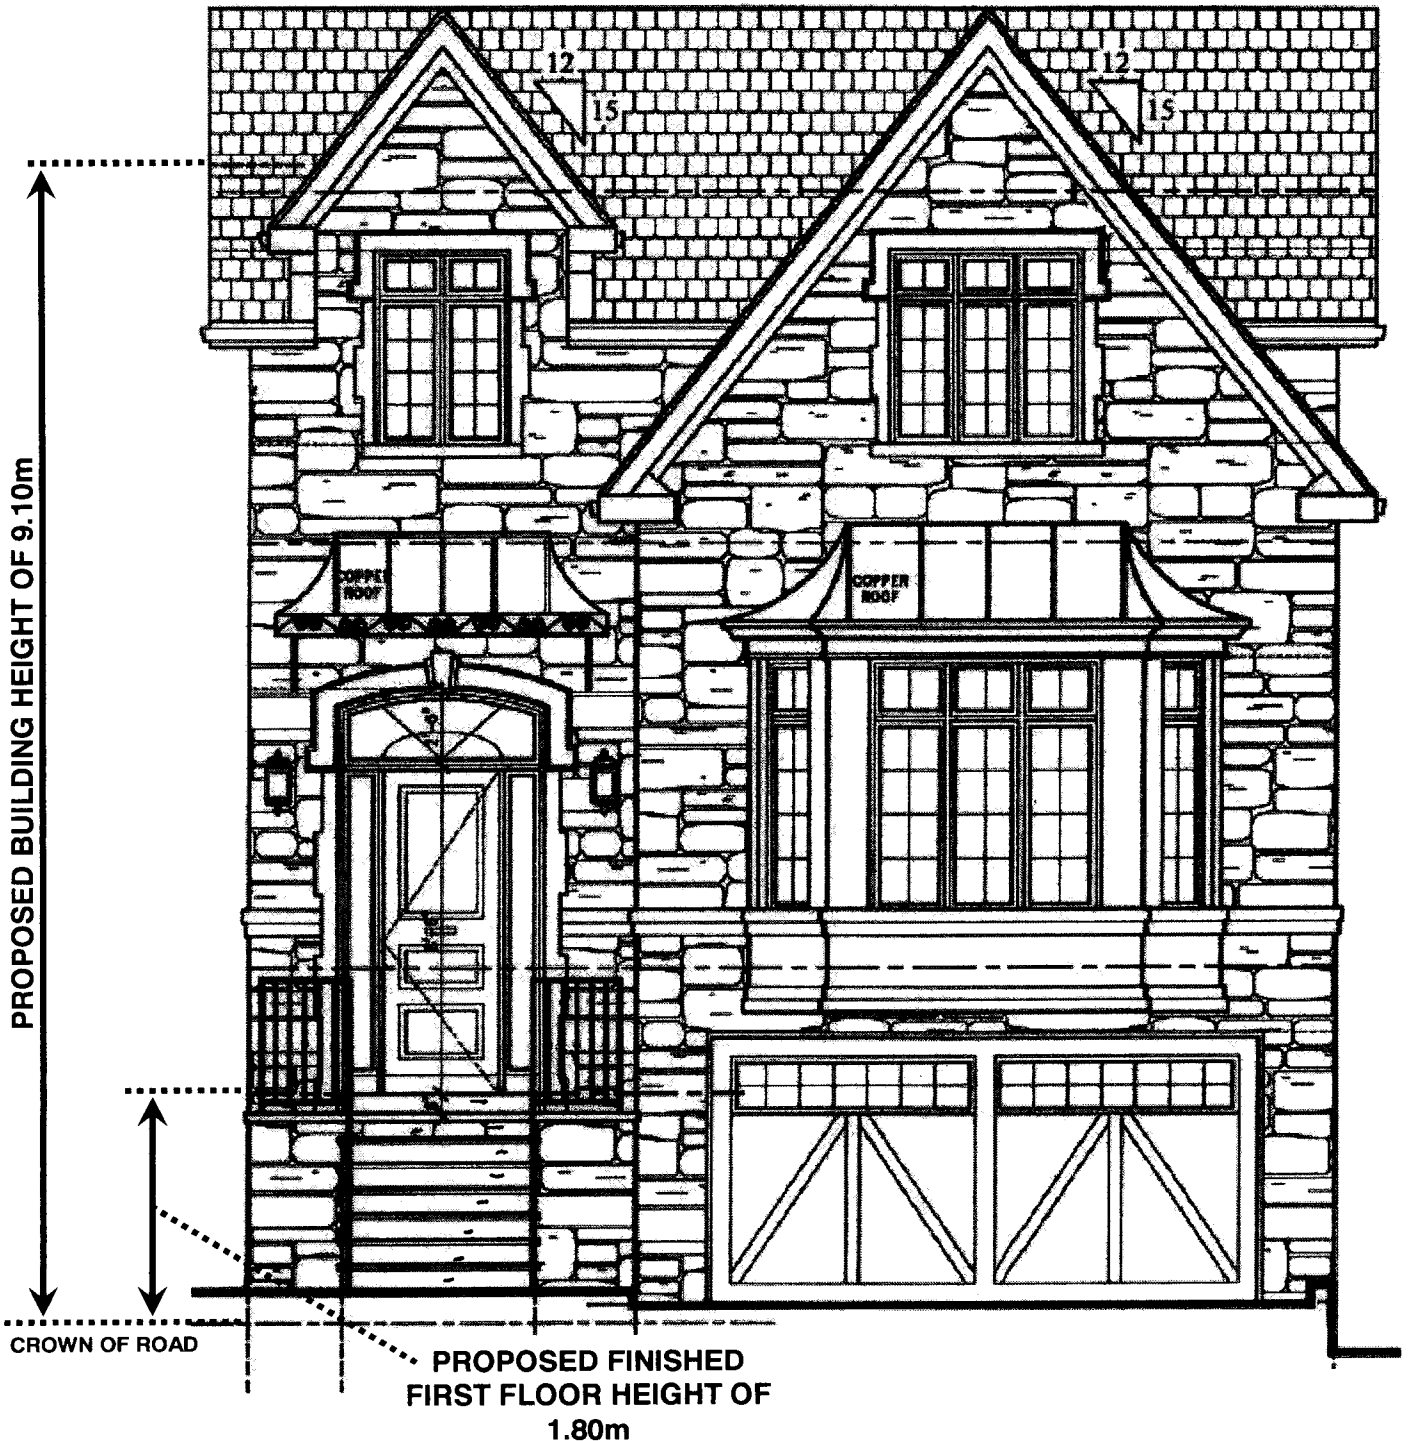 12
15
12
15
PROPOSED BUILDING HEIGHT OF 9.10m
COPPER
ROOF
COPPER
ROOF
CROWN OF ROAD
PROPOSED FINISHED
FIRST FLOOR HEIGHT OF
1.80m